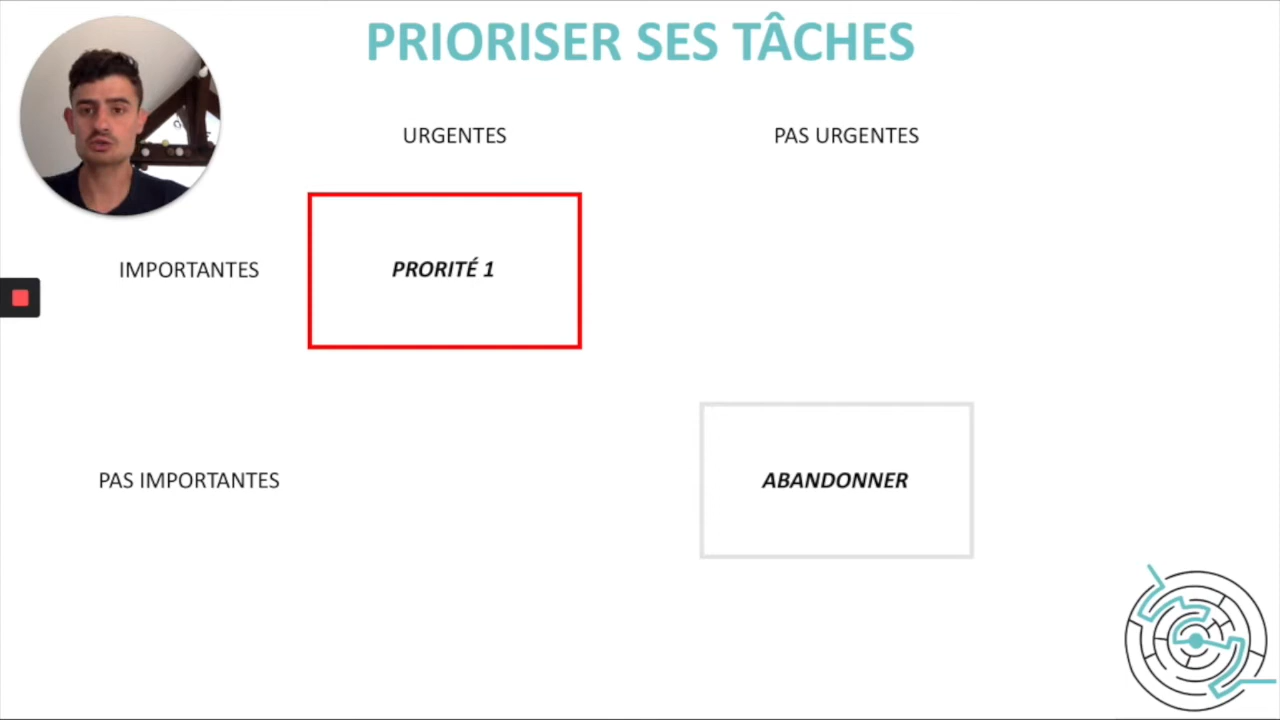 PRIORISER SES TÂCHES
URGENTES
PAS URGENTES
IMPORTANTES
PRORITÉ 1
PAS IMPORTANTES
ABANDONNER